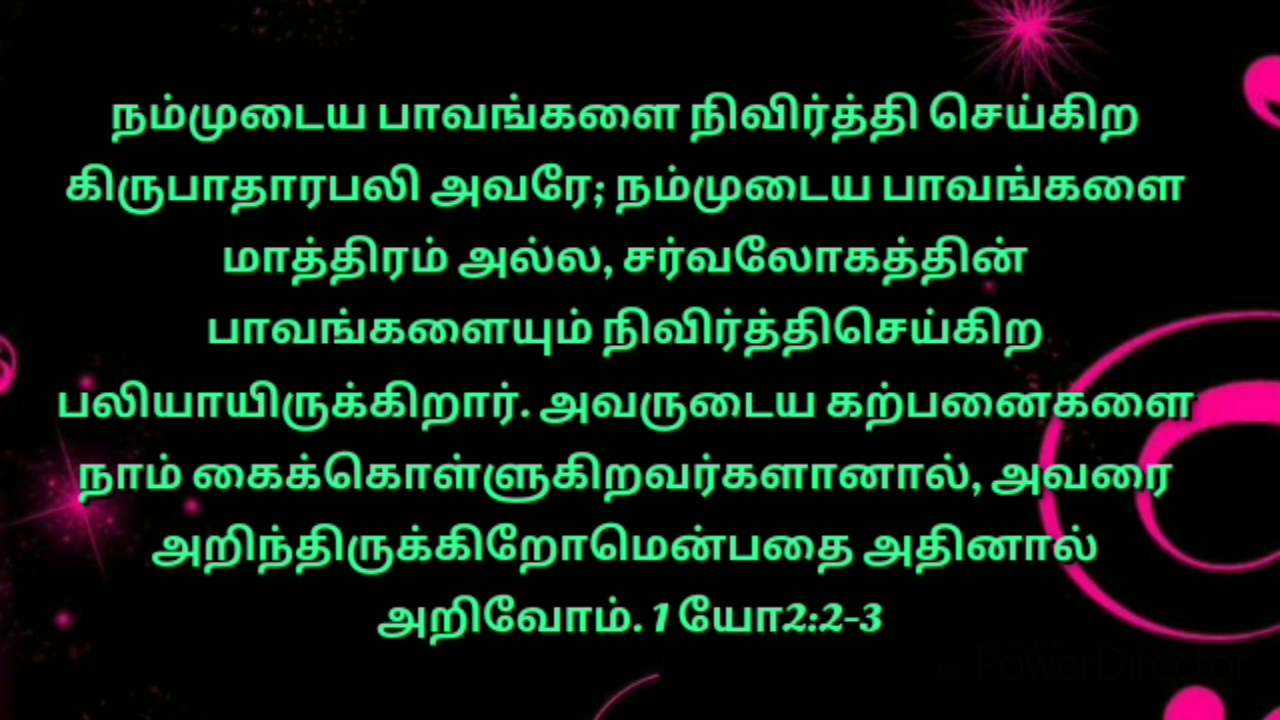 நம்முடைய பாவங்களை நிவிர்த்தி செய்கிற
கிருபாதாரபலி அவரே; நம்முடைய பாவங்களை
மாத்திரம் அல்ல, சர்வலோகத்தின்
பாவங்களையும் நிவிர்த்திசெய்கிற
பலியாயிருக்கிறார். அவருடைய கற்பனைகளை
நாம் கைக்கொள்ளுகிறவர்களானால், அவரை
அறிந்திருக்கிறோமென்பதை அதினால்
அறிவோம். 1 யோ2:2-3
PowerDirector